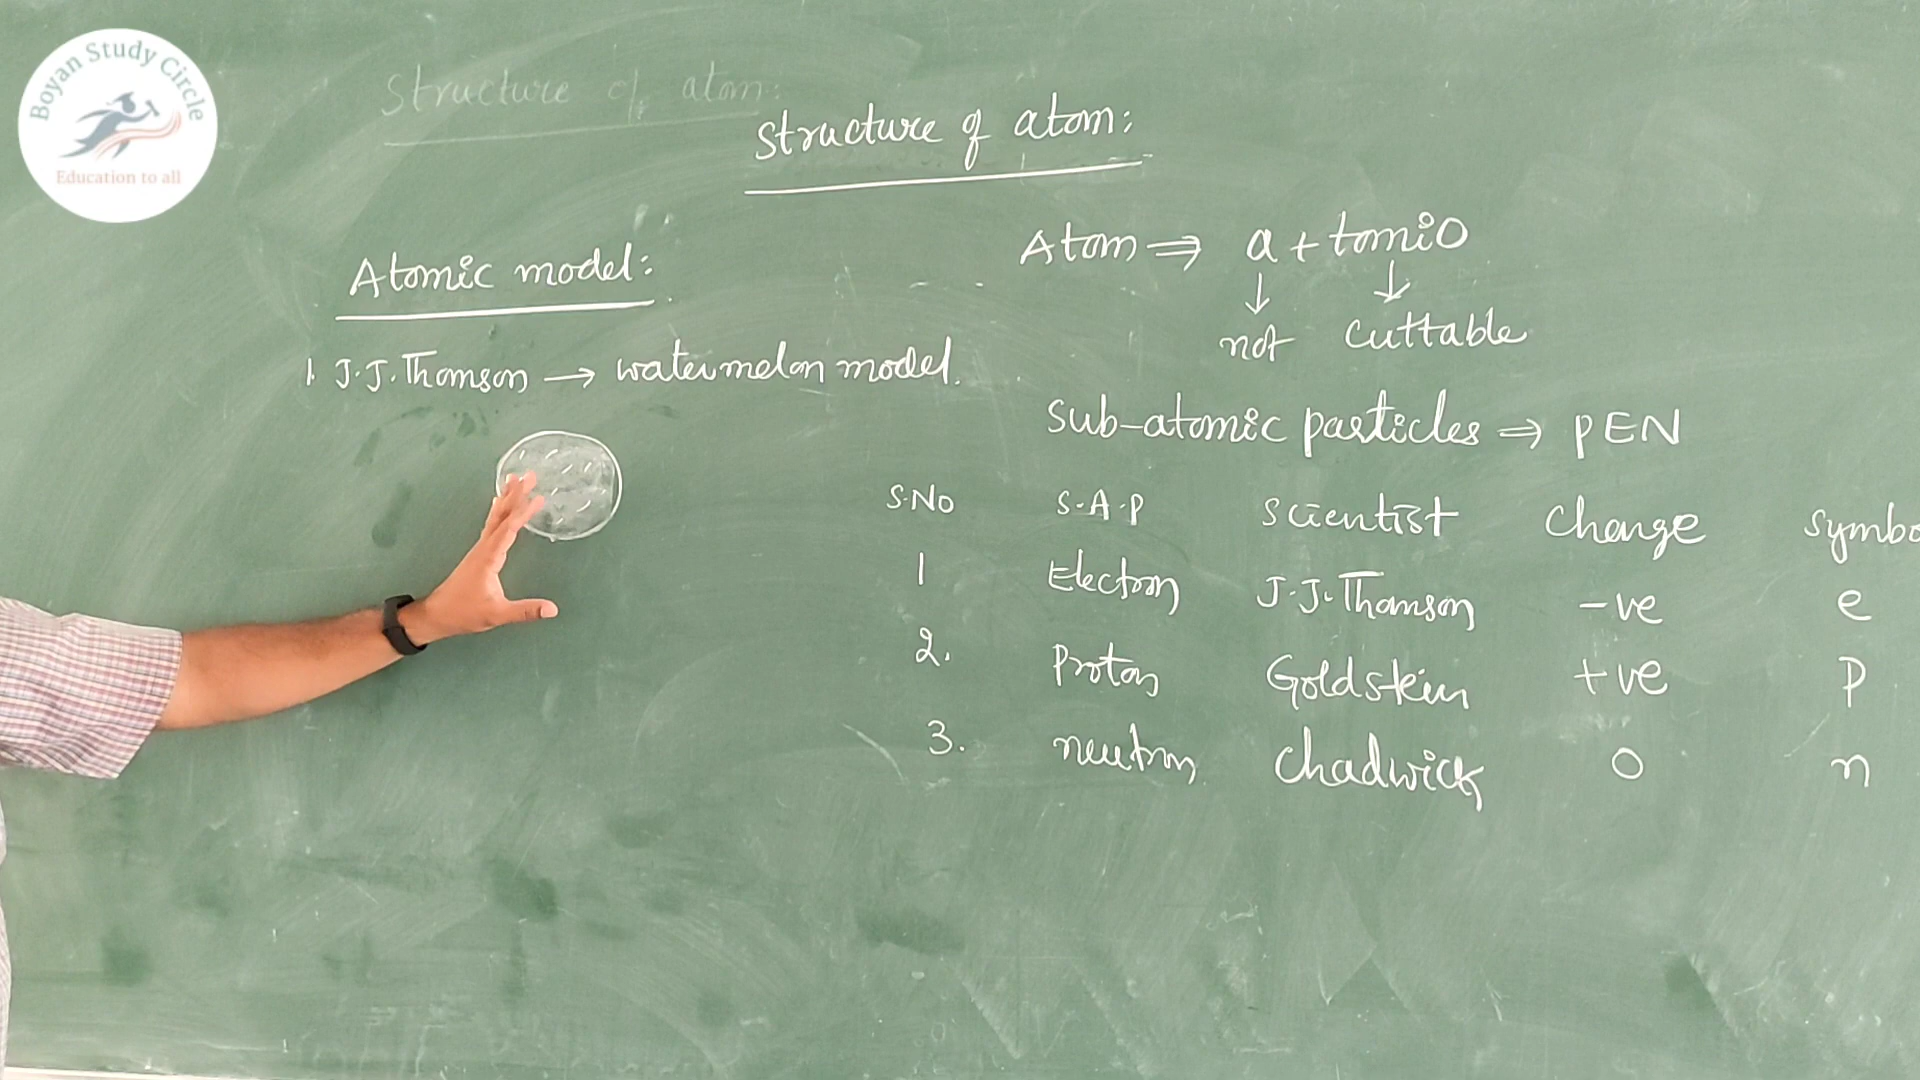 Boyan Study Circle
Education to all
Structure of atom:
Structure of atom:
Atomic model:
1. J.J. Thomson → watermelon model.
Atom ⇒ a + tomio
↓ ↓
not cuttable
Sub-atomic particles ⇒ PEN
S.No S.A.P Scientist Charge Symbo
1 Electron J.J. Thomson -ve e
2. Proton Goldstein +ve P
3. neutron Chadwick 0 n